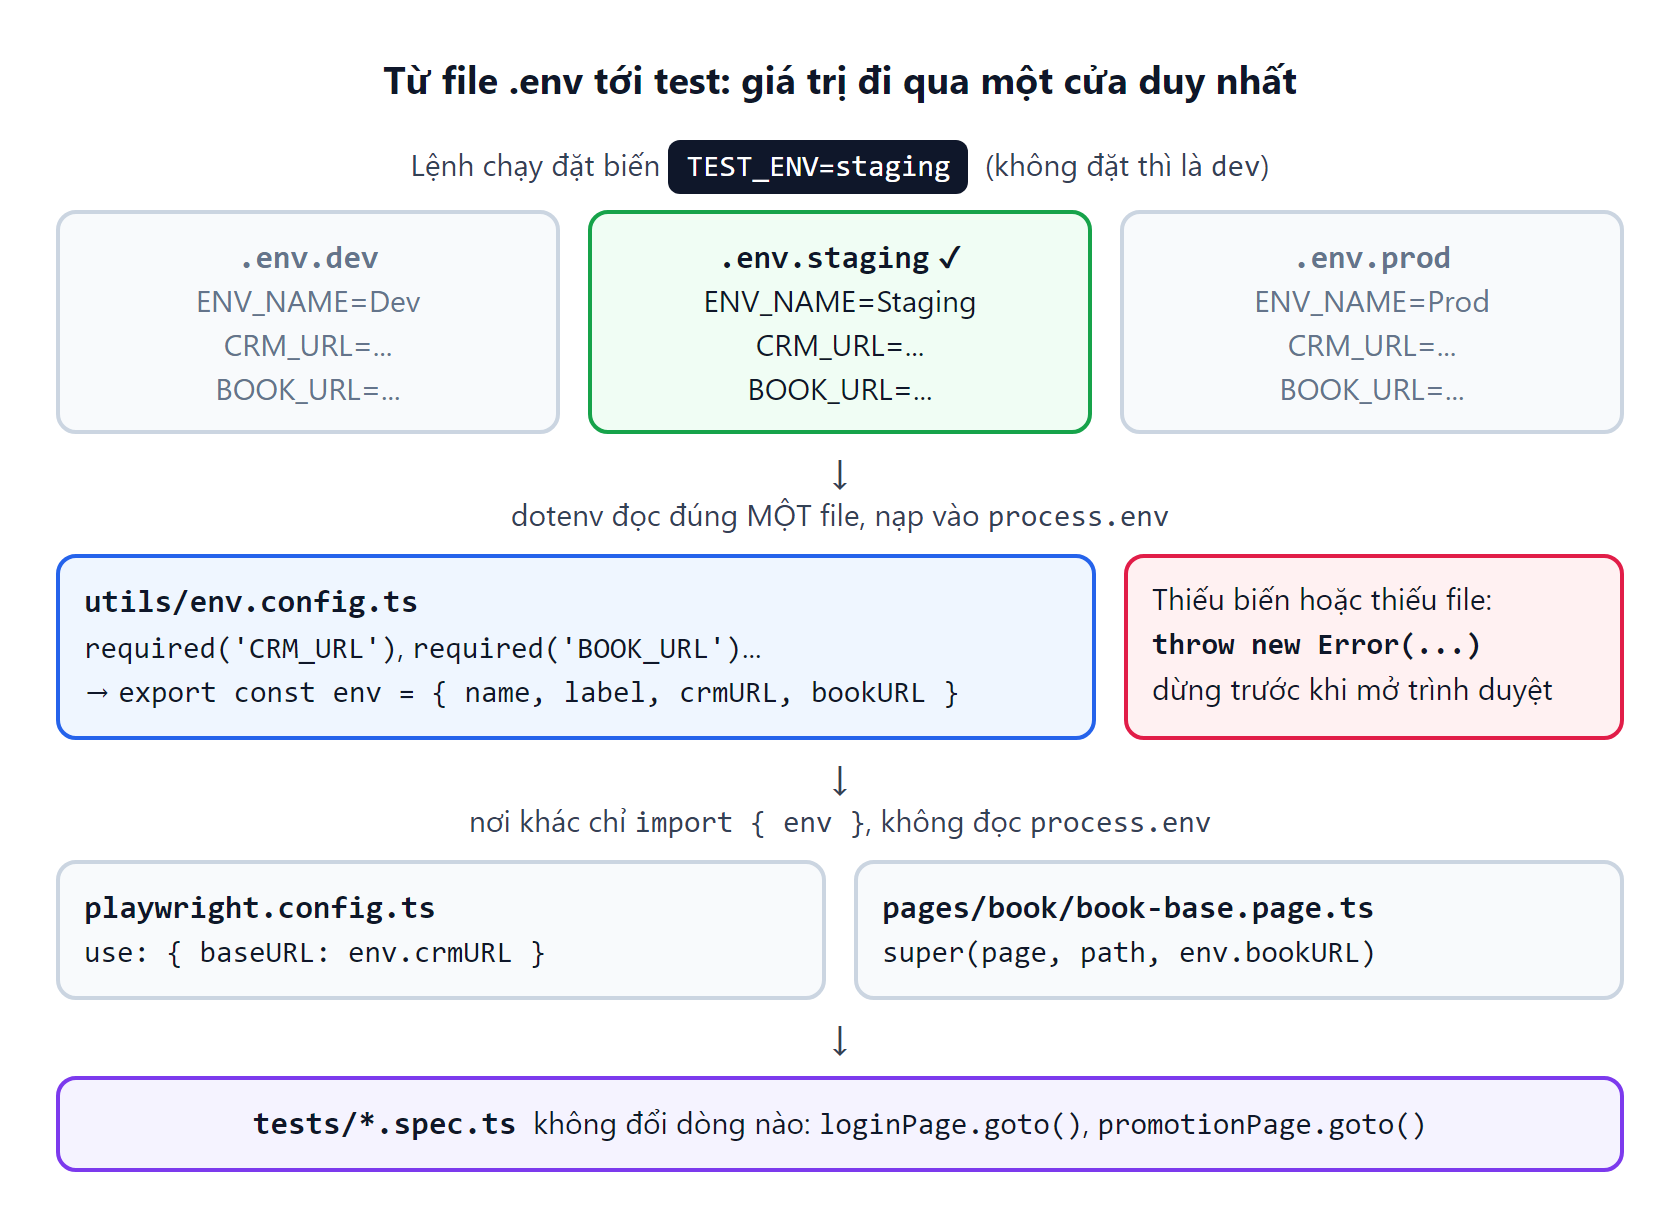 Từ file .env tới test: giá trị đi qua một cửa duy nhất
Lệnh chạy đặt biến TEST_ENV=staging (không đặt thì là dev)
.env.dev
ENV_NAME=Dev
CRM_URL=...
BOOK_URL=...
.env.staging ✓
ENV_NAME=Staging
CRM_URL=...
BOOK_URL=...
.env.prod
ENV_NAME=Prod
CRM_URL=...
BOOK_URL=...
↓
dotenv đọc đúng MỘT file, nạp vào process.env
utils/env.config.ts
required('CRM_URL'), required('BOOK_URL')...
→ export const env = { name, label, crmURL, bookURL }
Thiếu biến hoặc thiếu file:
throw new Error(...)
dừng trước khi mở trình duyệt
↓
nơi khác chỉ import { env }, không đọc process.env
playwright.config.ts
use: { baseURL: env.crmURL }
pages/book/book-base.page.ts
super(page, path, env.bookURL)
↓
tests/*.spec.ts không đổi dòng nào: loginPage.goto(), promotionPage.goto()